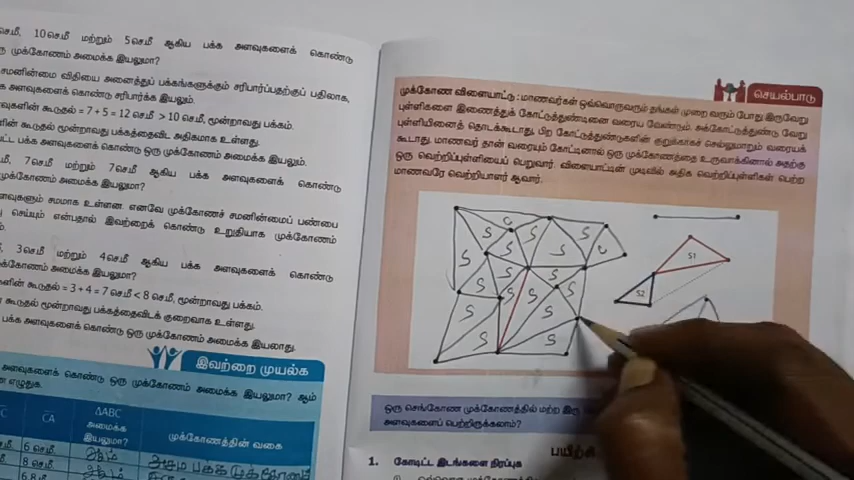 செ.மீ, 10செ.மீ மற்றும் 5செ.மீ ஆகிய பக்க அளவுகளைக் கொண்டு
முக்கோணம் அமைக்க இயலுமா?
சமனின்மை விதியை அனைத்துப் பக்கங்களுக்கும் சரிபார்ப்பதற்குப் பதிலாக,
அளவுகளைக் கொண்டு சரிபார்க்க இயலும்.
அளவுகளின் கூடுதல் = 7 + 5 = 12 செ.மீ > 10 செ.மீ, மூன்றாவது பக்கம்.
கூடுதல் மூன்றாவது பக்கத்தைவிட அதிகமாக உள்ளது.
பக்க அளவுகளைக் கொண்டு ஒரு முக்கோணம் அமைக்க இயலும்.
செ.மீ, 7செ.மீ மற்றும் 7செ.மீ ஆகிய பக்க அளவுகளைக் கொண்டு
முக்கோணம் அமைக்க இயலுமா?
சமமாக உள்ளன. எனவே முக்கோணச் சமனின்மைப் பண்பை
செய்யும் என்பதால் இவற்றைக் கொண்டு உறுதியாக முக்கோணம்
செ.மீ, 3செ.மீ மற்றும் 4செ.மீ ஆகிய பக்க அளவுகளைக் கொண்டு
முக்கோணம் அமைக்க இயலுமா?
கூடுதல் = 3 + 4 = 7 செ.மீ < 8 செ.மீ, மூன்றாவது பக்கம்.
கூடுதல் மூன்றாவது பக்கத்தைவிடக் குறைவாக உள்ளது.
பக்க அளவுகளைக் கொண்டு ஒரு முக்கோணம் அமைக்க இயலாது.
இவற்றை முயல்க
அளவுகளைக் கொண்டு ஒரு முக்கோணம் அமைக்க இயலுமா? ஆம்
எழுதுக.
CA
ΔABC
அமைக்க
இயலுமா?
முக்கோணத்தின் வகை
6 செ.மீ.
ஆம்
8 செ.மீ
ஆம்
செயல்பாடு
முக்கோண விளையாட்டு : மாணவர்கள் ஒவ்வொருவரும் தங்கள் முறை வரும் போது இருவேறு
புள்ளிகளை இணைத்துக் கோட்டுத்துண்டினை வரைய வேண்டும். அக்கோட்டுத்துண்டு வேறு
புள்ளியினைத் தொடக்கூடாது. பிற கோட்டுத்துண்டுகளின் குறுக்காகச் செல்லுமாறும் வரையக்
கூடாது. மாணவர் தான் வரையும் கோட்டினால் ஒரு முக்கோணத்தை உருவாக்கினால் அதற்கு
ஒரு வெற்றிப்புள்ளியைப் பெறுவார். விளையாட்டின் முடிவில் அதிக வெற்றிப்புள்ளிகள் பெற்ற
மாணவரே வெற்றியாளர் ஆவார்.
S S S S S
S S S S S S
S S S S S
S1
S2
ஒரு செங்கோண முக்கோணத்தில் மற்ற இரு
அளவுகளைப் பெற்றிருக்கலாம்?
1. கோடிட்ட இடங்களை நிரப்புக